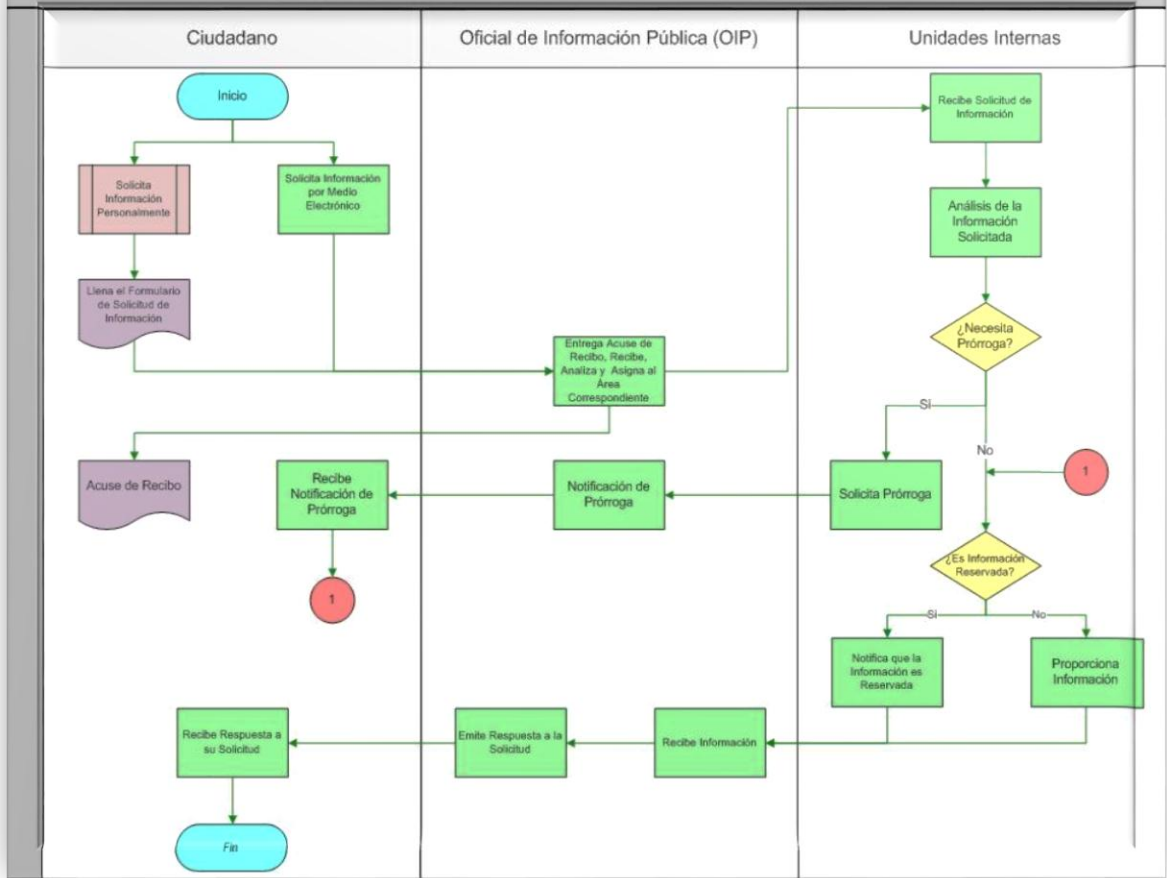 Ciudadano
Oficial de Información Pública (OIP)
Unidades Internas
Inicio
Recibe Solicitud de
Información
Solicita
Información
Personalmente
Solicita Información
por Medio
Electrónico
Análisis de la
Información
Solicitada
Llena el Formulario
de Solicitud de
Información
¿Necesita
Prórroga?
Entrega Acuse de
Recibo, Recibe,
Analiza y Asigna al
Área
Correspondiente
Sí
No
Acuse de Recibo
Recibe
Notificación de
Prórroga
Notificación de
Prórroga
Solicita Prórroga
1
1
¿Es Información
Reservada?
Sí
No
Notifica que la
Información es
Reservada
Proporciona
Información
Recibe Respuesta a
su Solicitud
Emite Respuesta a la
Solicitud
Recibe Información
Fin